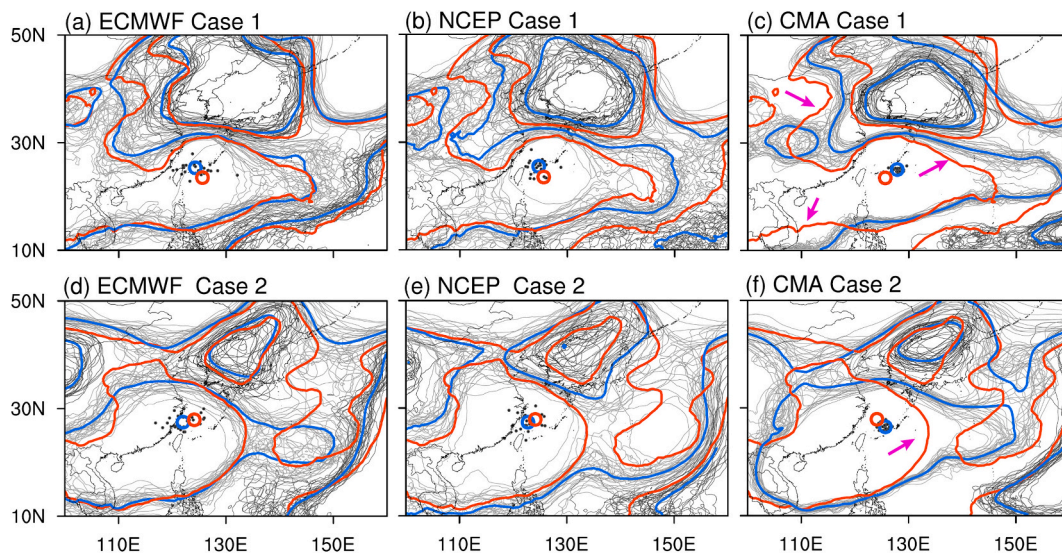 (a) ECMWF Case 1
(b) NCEP Case 1
(c) CMA Case 1
50N
30N
10N
(d) ECMWF Case 2
(e) NCEP Case 2
(f) CMA Case 2
50N
30N
10N
110E 130E 150E 110E 130E 150E 110E 130E 150E